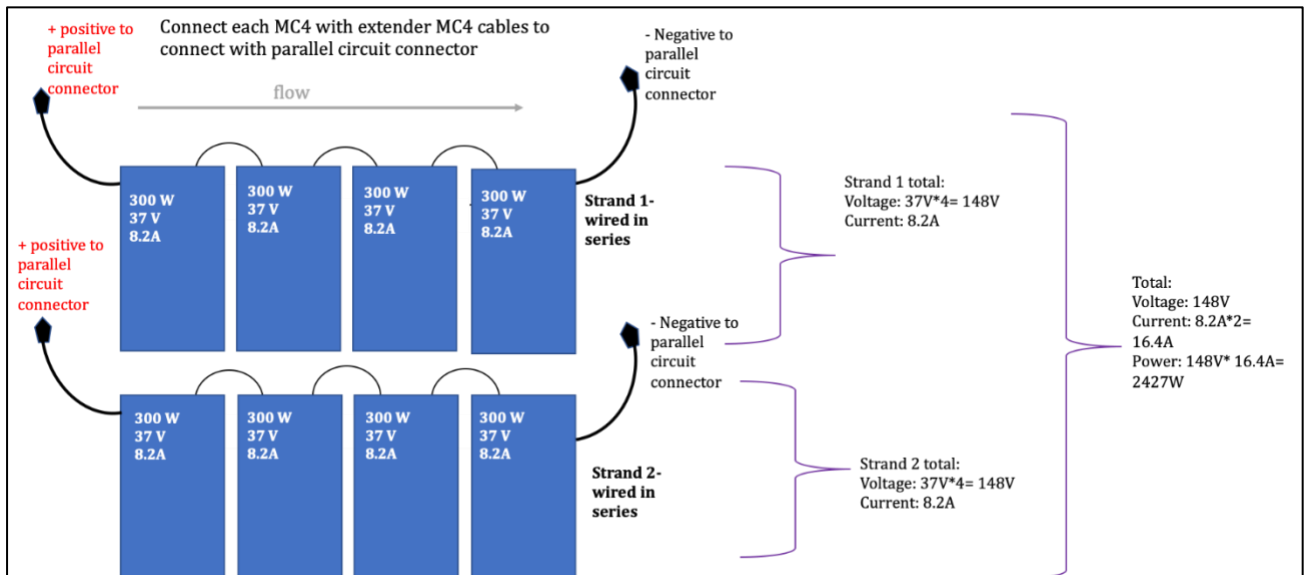 + positive to
parallel
circuit
connector
Connect each MC4 with extender MC4 cables to
connect with parallel circuit connector
- Negative to
parallel
circuit
connector
flow
300 W
37 V
8.2A
300 W
37 V
8.2A
300 W
37 V
8.2A
300 W
37 V
8.2A
Strand 1-
wired in
series
Strand 1 total:
Voltage: 37V*4= 148V
Current: 8.2A
+ positive to
parallel
circuit
connector
- Negative to
parallel
circuit
connector
300 W
37 V
8.2A
300 W
37 V
8.2A
300 W
37 V
8.2A
300 W
37 V
8.2A
Strand 2-
wired in
series
Strand 2 total:
Voltage: 37V*4= 148V
Current: 8.2A
Total:
Voltage: 148V
Current: 8.2A*2=
16.4A
Power: 148V* 16.4A=
2427W